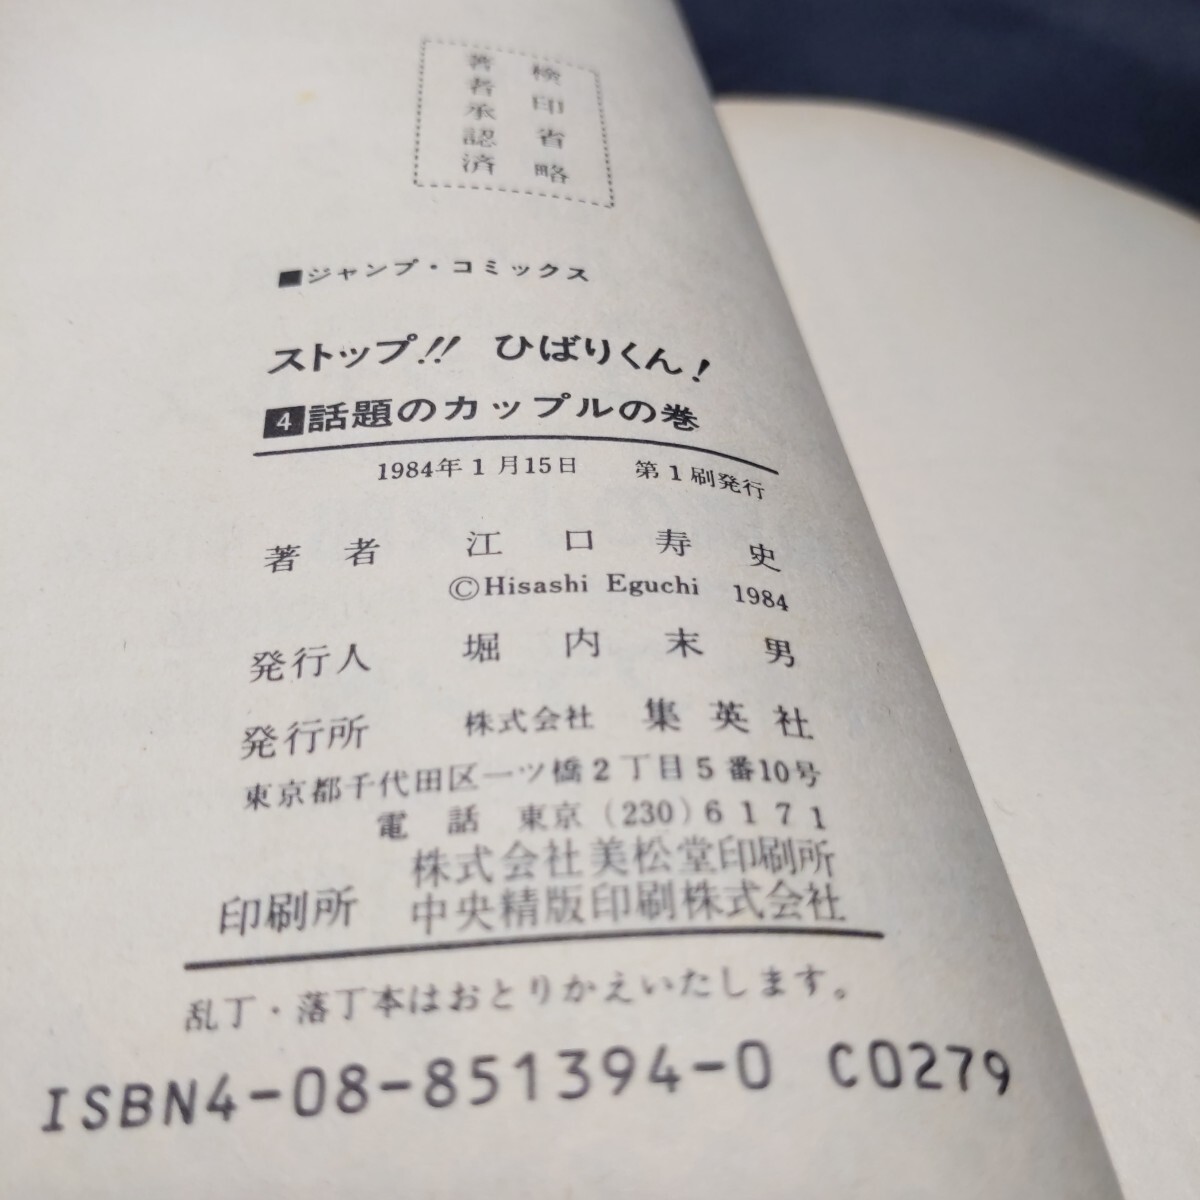 検印省略
著者承認済
■ジャンプ・コミックス
ストップ!! ひばりくん!
4 話題のカップルの巻
1984年1月15日 第1刷発行
著者 江口寿史
©Hisashi Eguchi 1984
発行人 堀内末男
発行所 株式会社 集英社
東京都千代田区一ツ橋2丁目5番10号
電話 東京 (230) 6171
株式会社美松堂印刷所
印刷所 中央精版印刷株式会社
乱丁・落丁本はおとりかえいたします。
ISBN4-08-851394-0 C0279